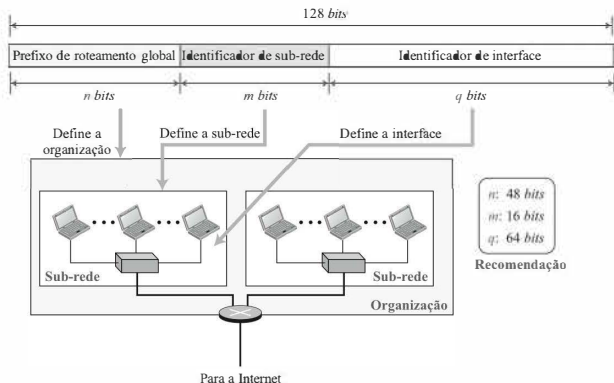 128 bits
Prefixo de roteamento global Identificador de sub-rede Identificador de interface
n bits m bits q bits
Define a organização
Define a sub-rede
Define a interface
n: 48 bits
m: 16 bits
q: 64 bits
Recomendação
Sub-rede
Sub-rede
Organização
Para a Internet